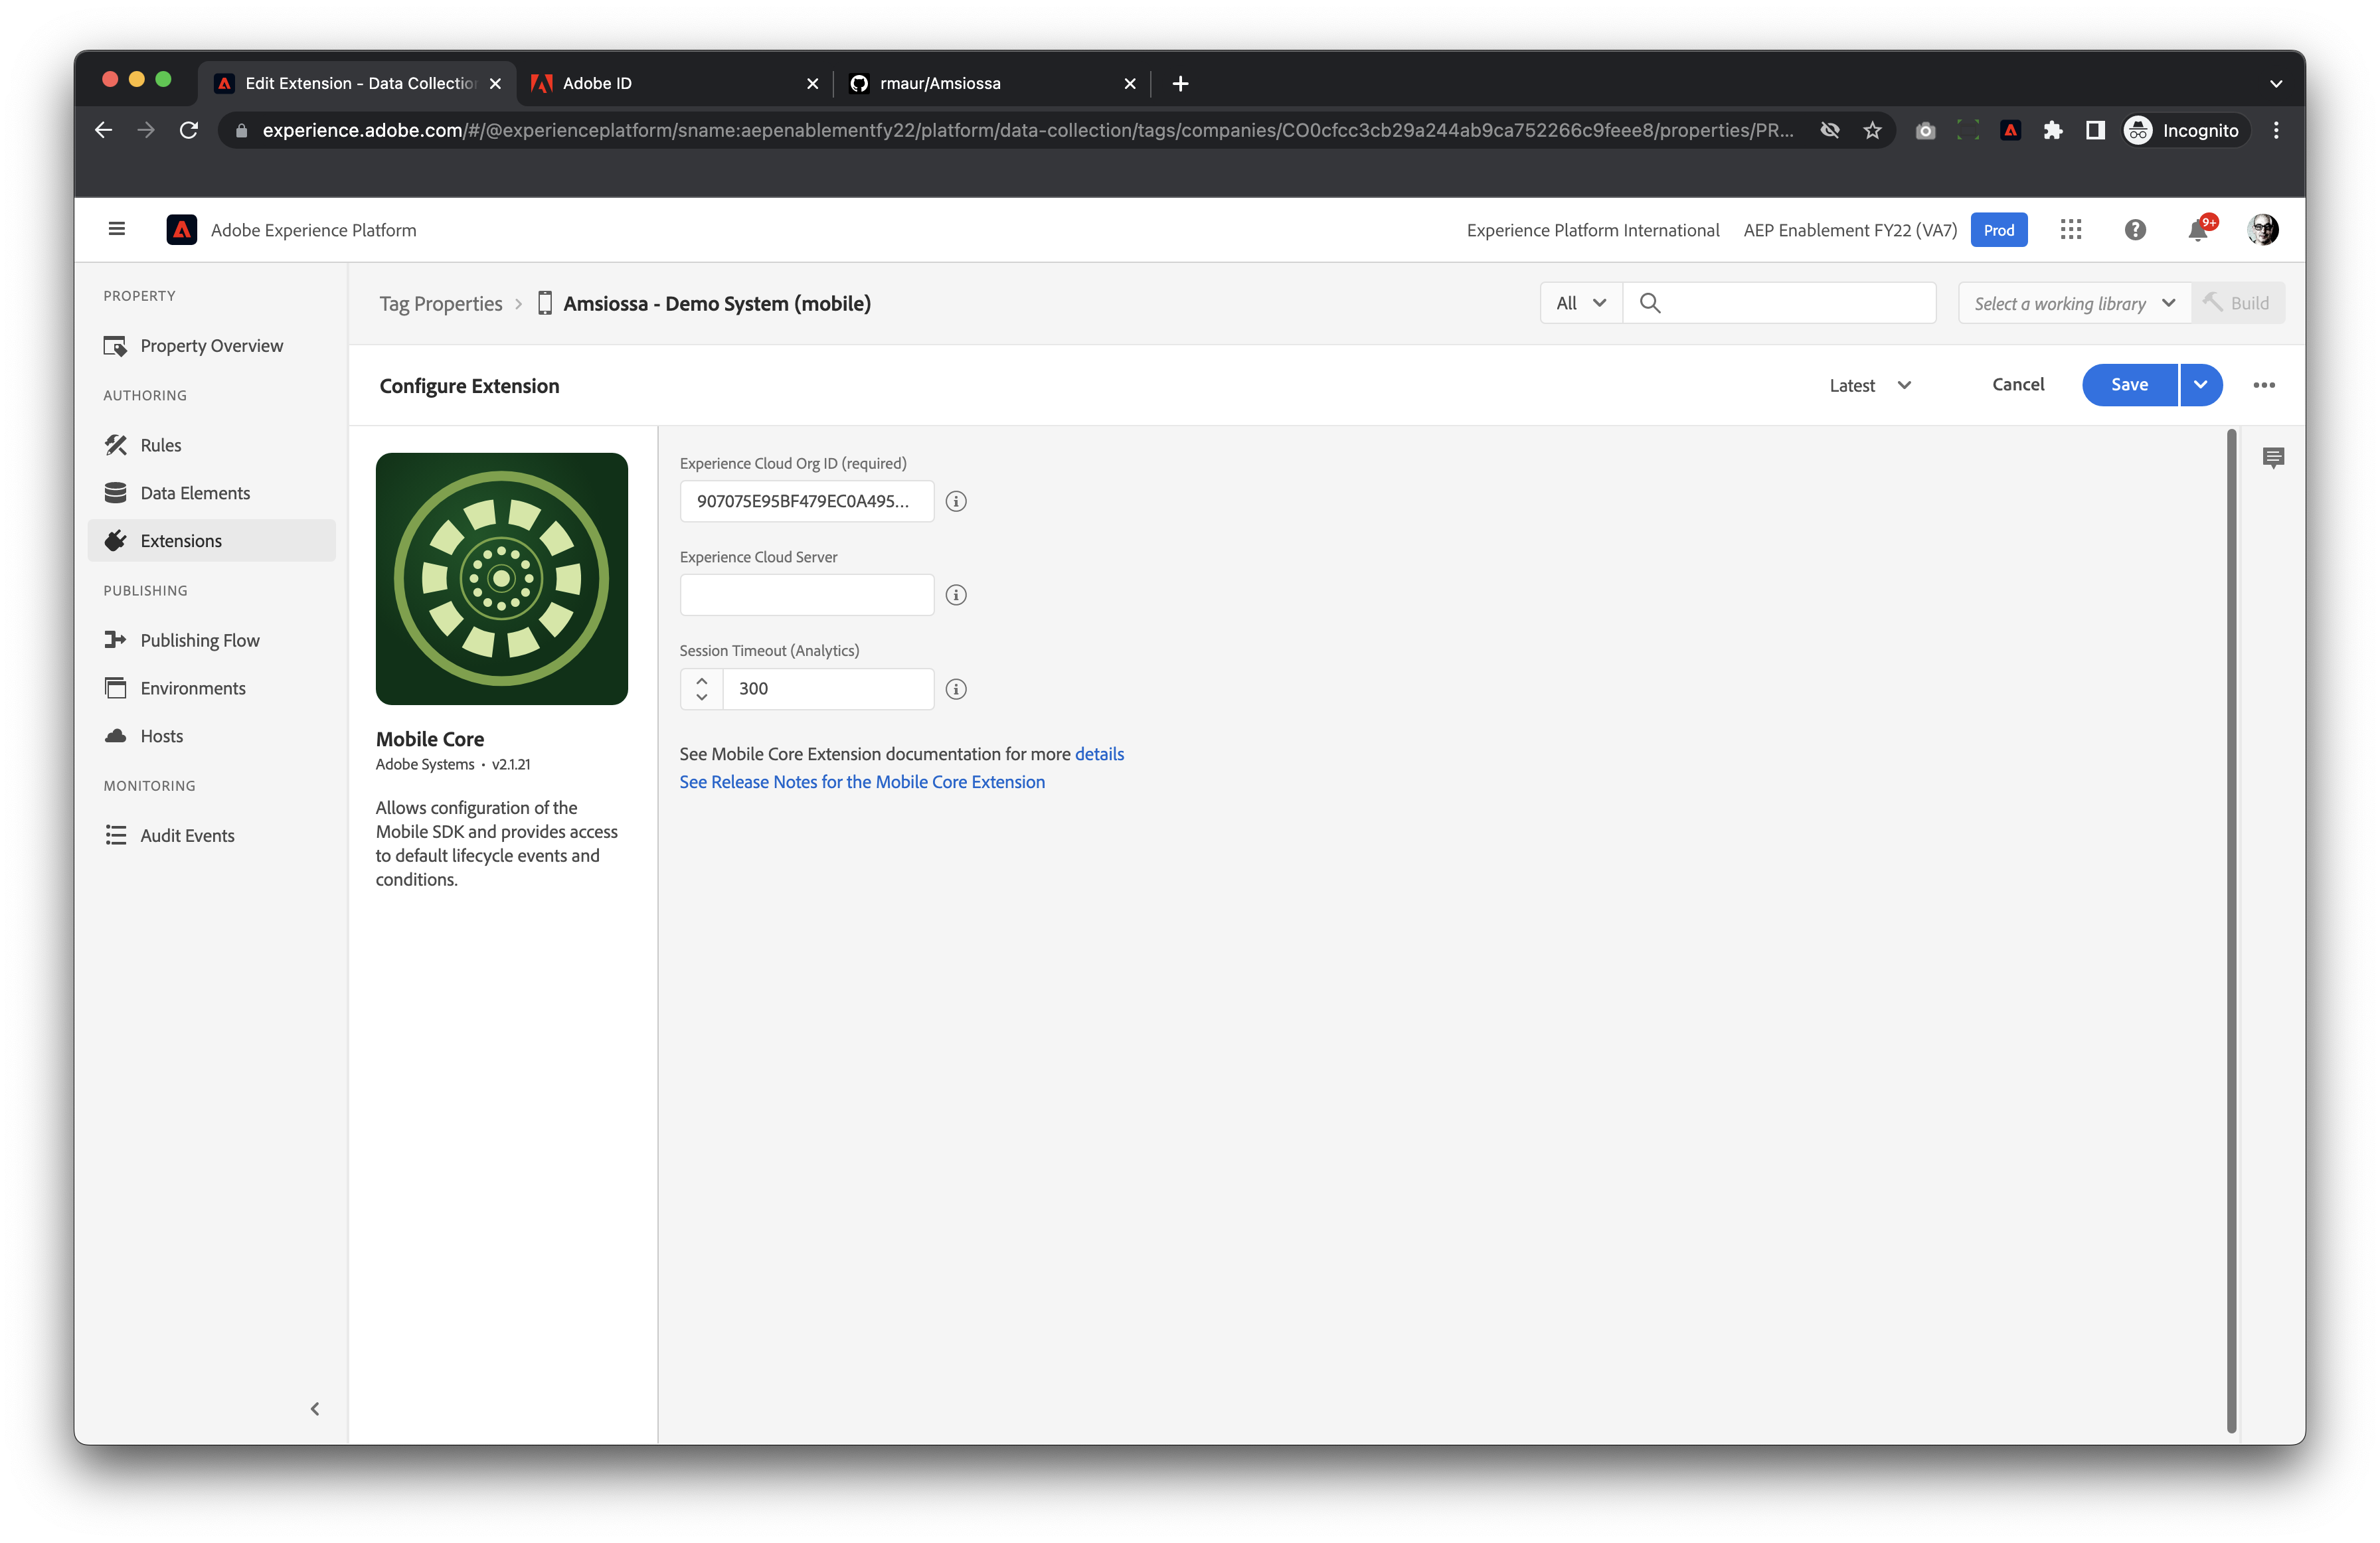 Edit Extension - Data Collectio
Adobe ID
rmaur/Amsiossa
experience.adobe.com/#/@experienceplatform/sname:aepenablementfy22/platform/data-collection/tags/companies/CO0cfcc3cb29a244ab9ca752266c9feee8/properties/PR...
Incognito
Adobe Experience Platform
Experience Platform International
AEP Enablement FY22 (VA7)
Prod
9+
PROPERTY
Property Overview
AUTHORING
Rules
Data Elements
Extensions
PUBLISHING
Publishing Flow
Environments
Hosts
MONITORING
Audit Events
Tag Properties
Amsiossa - Demo System (mobile)
All
Select a working library
Build
Configure Extension
Latest
Cancel
Save
Mobile Core
Adobe Systems • v2.1.21
Allows configuration of the
Mobile SDK and provides access
to default lifecycle events and
conditions.
Experience Cloud Org ID (required)
907075E95BF479EC0A495...
Experience Cloud Server
Session Timeout (Analytics)
300
See Mobile Core Extension documentation for more details
See Release Notes for the Mobile Core Extension